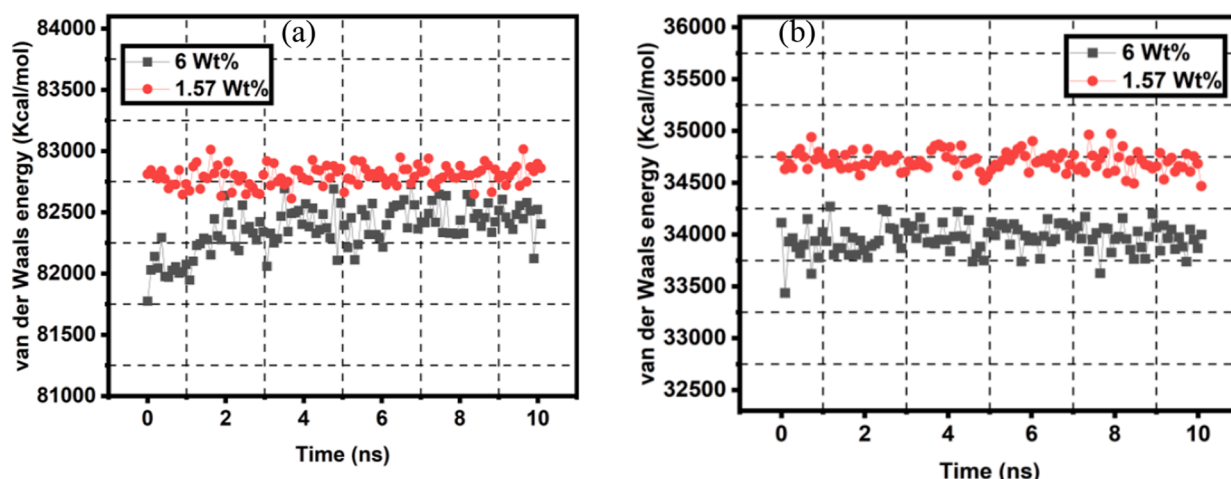 (a)
6 Wt%
1.57 Wt%
van der Waals energy (Kcal/mol)
84000
83500
83000
82500
82000
81500
81000
0 2 4 6 8 10
Time (ns)
(b)
6 Wt%
1.57 Wt%
van der Waals energy (Kcal/mol)
36000
35500
35000
34500
34000
33500
33000
32500
0 2 4 6 8 10
Time (ns)